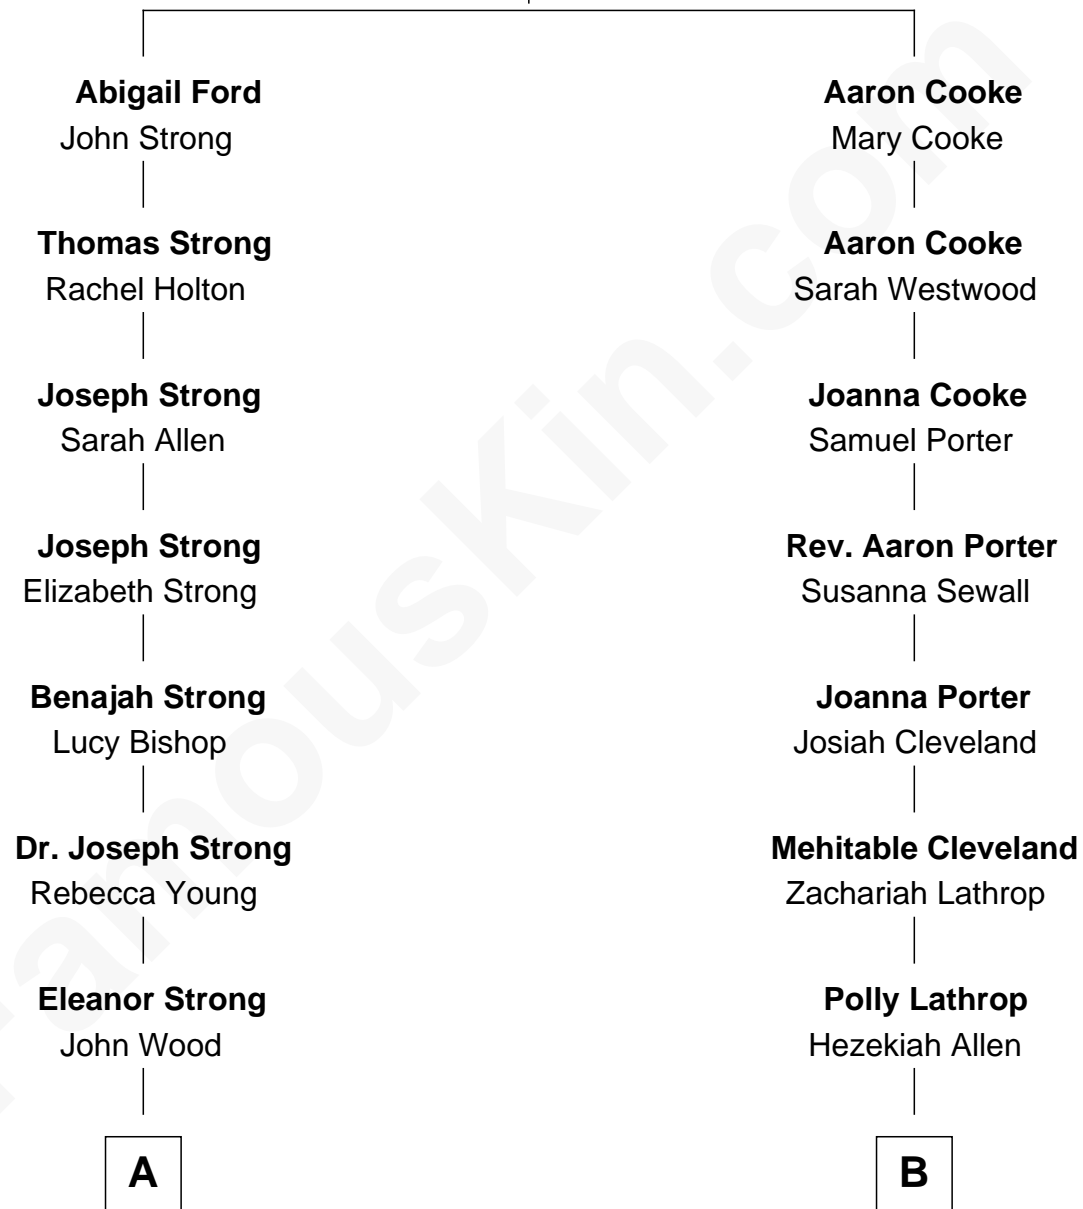 Abigail Ford
John Strong
Thomas Strong
Rachel Holton
Joseph Strong
Sarah Allen
Joseph Strong
Elizabeth Strong
Benajah Strong
Lucy Bishop
Dr. Joseph Strong
Rebecca Young
Eleanor Strong
John Wood
A
Aaron Cooke
Mary Cooke
Aaron Cooke
Sarah Westwood
Joanna Cooke
Samuel Porter
Rev. Aaron Porter
Susanna Sewall
Joanna Porter
Josiah Cleveland
Mehitable Cleveland
Zachariah Lathrop
Polly Lathrop
Hezekiah Allen
B
FamousKin.com